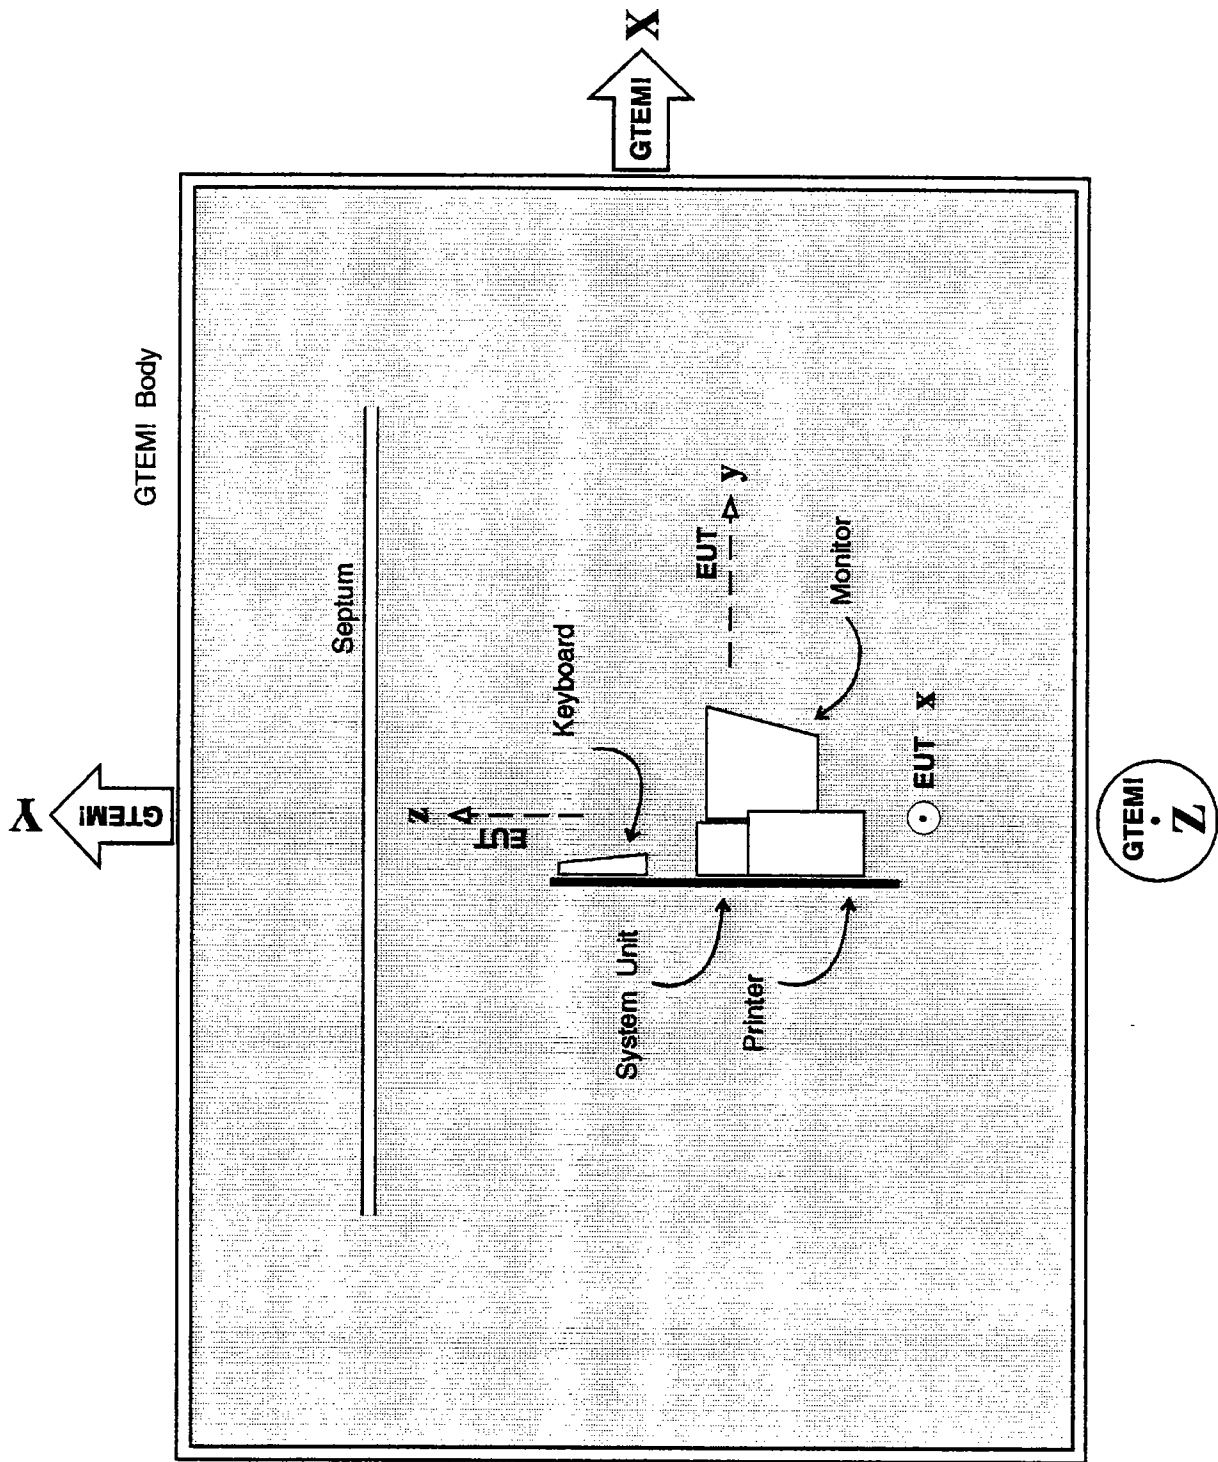 Y
GTEM!
X
GTEM!
GTEM! Body
Septum
Keyboard
z
EUT
EUT
y
Monitor
System Unit
Printer
EUT x
GTEM!
Z